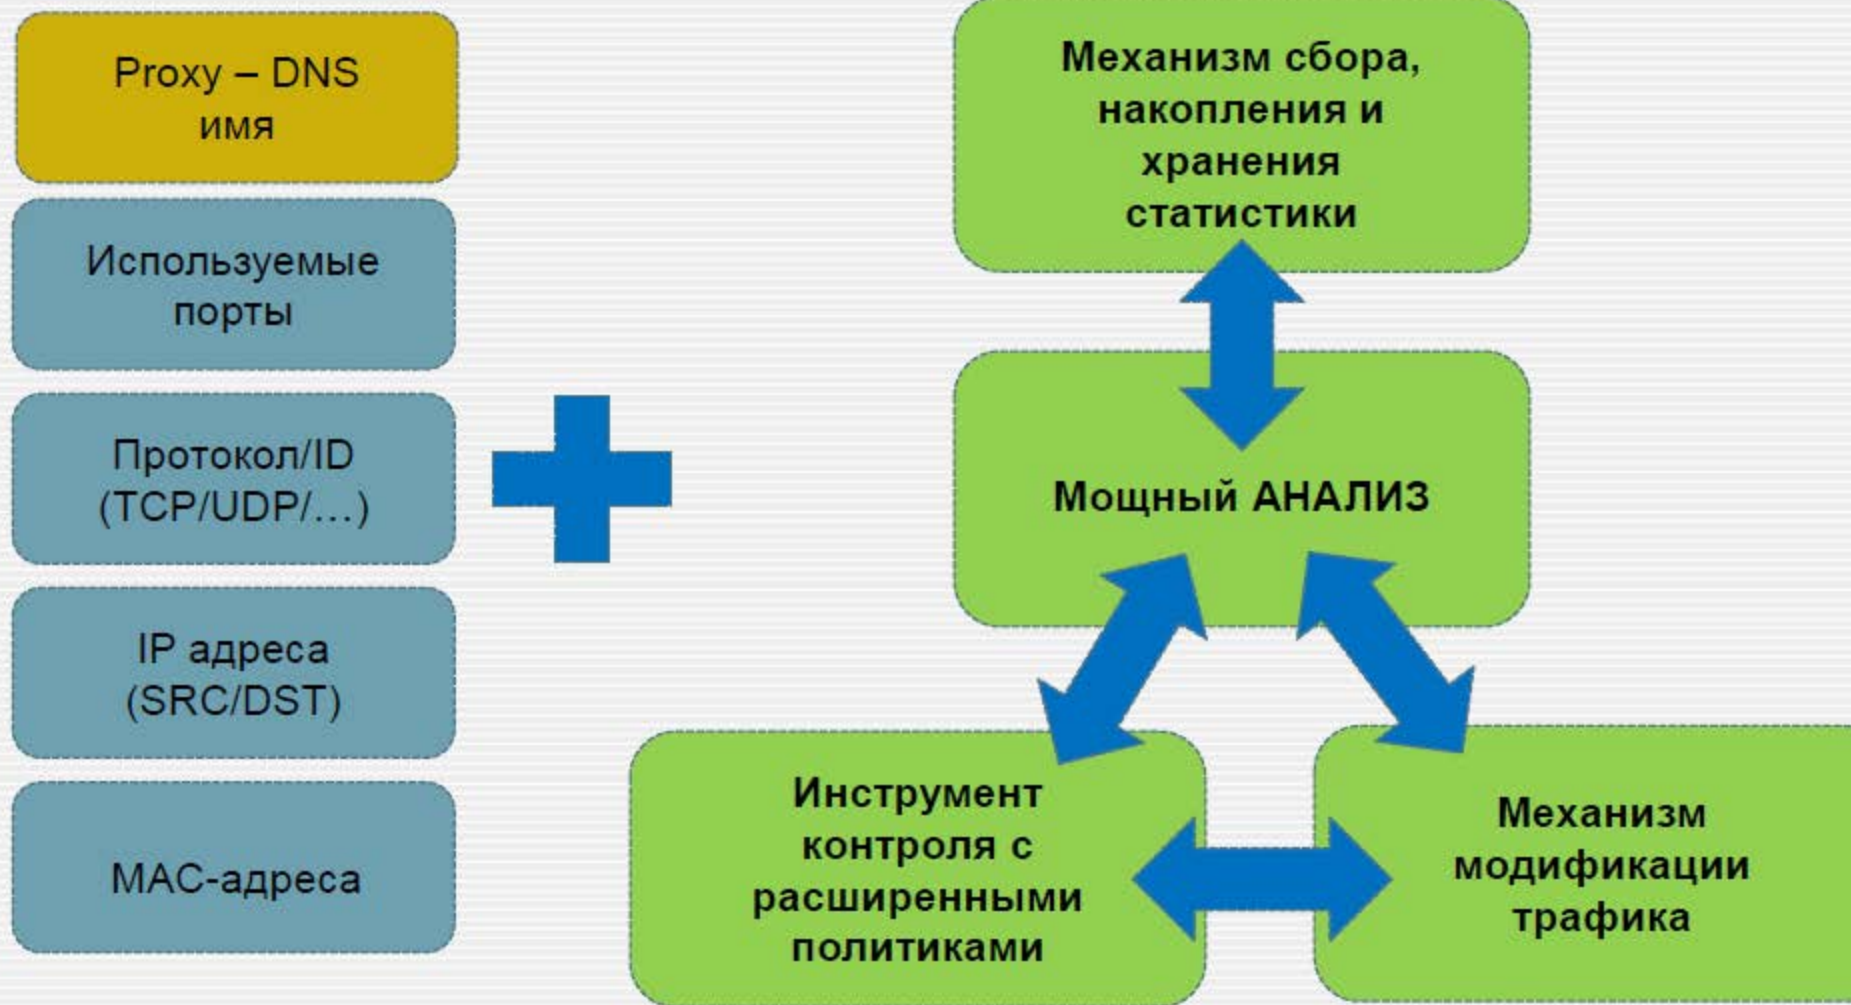 Proxy – DNS
имя
Используемые
порты
Протокол/ID
(TCP/UDP/…)
IP адреса
(SRC/DST)
MAC-адреса
Механизм сбора,
накопления и
хранения
статистики
Мощный АНАЛИЗ
Инструмент
контроля с
расширенными
политиками
Механизм
модификации
трафика